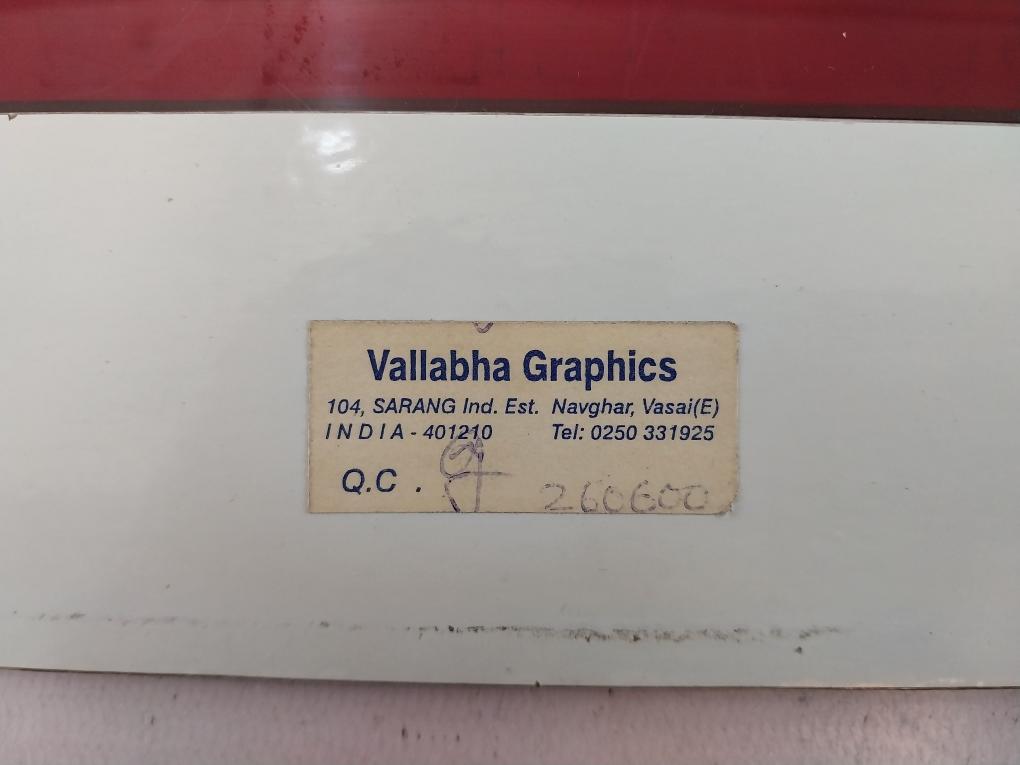 Vallabha Graphics
104, SARANG Ind. Est. Navghar, Vasai(E)
INDIA - 401210 Tel: 0250 331925
Q.C . 260600